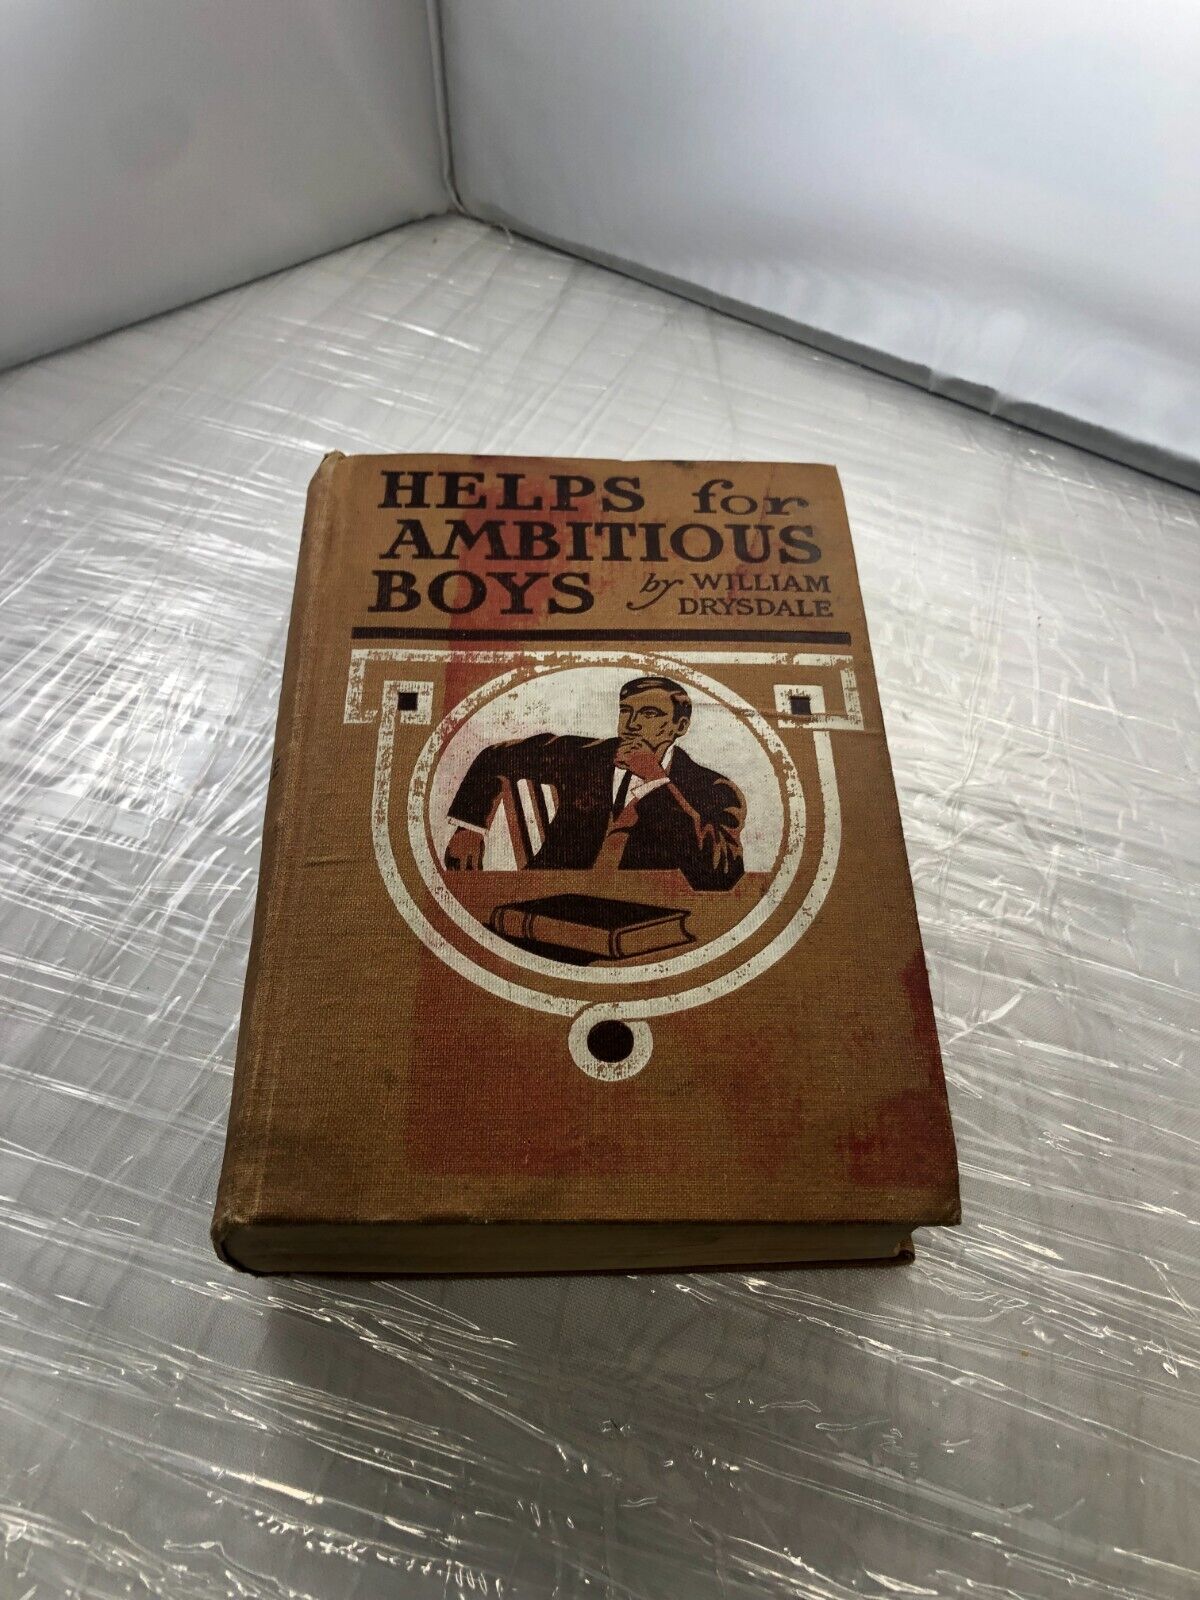 HELPS for
AMBITIOUS
BOYS by WILLIAM
DRYSDALE